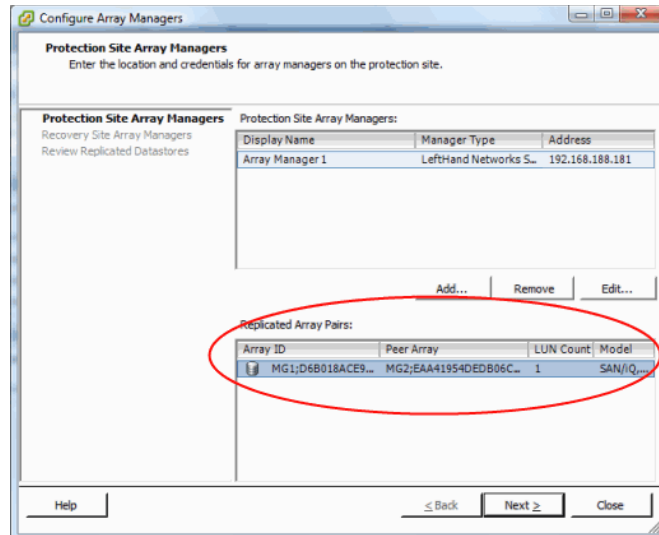 Configure Array Managers
Protection Site Array Managers
Enter the location and credentials for array managers on the protection site.
Protection Site Array Managers
Recovery Site Array Managers
Review Replicated Datastores
Protection Site Array Managers:
Display Name Manager Type Address
Array Manager 1 LeftHand Networks S... 192.168.188.181
Add... Remove Edit...
Replicated Array Pairs:
Array ID Peer Array LUN Count Model
MG1;D6B018ACE9... MG2;EAA41954DEDB06C... 1 SAN/iQ,...
Help < Back Next > Close